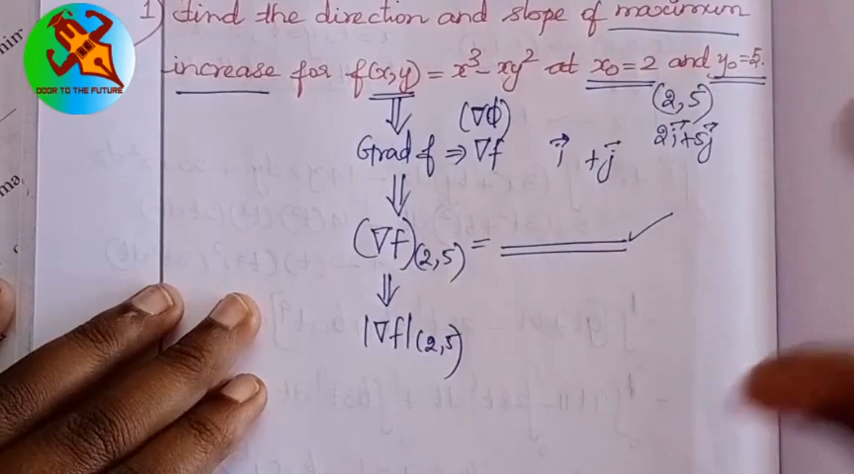 1) Find the direction and slope of maximum
increase for f(x,y) = x³ - xy² at x₀=2 and y₀=5.
(2,5)
(∇ϕ)
Grad f ⇒ ∇f i⃗ + j⃗ 2i⃗+5j⃗
(∇f)(2,5) =
|∇f|(2,5)
DOOR TO THE FUTURE